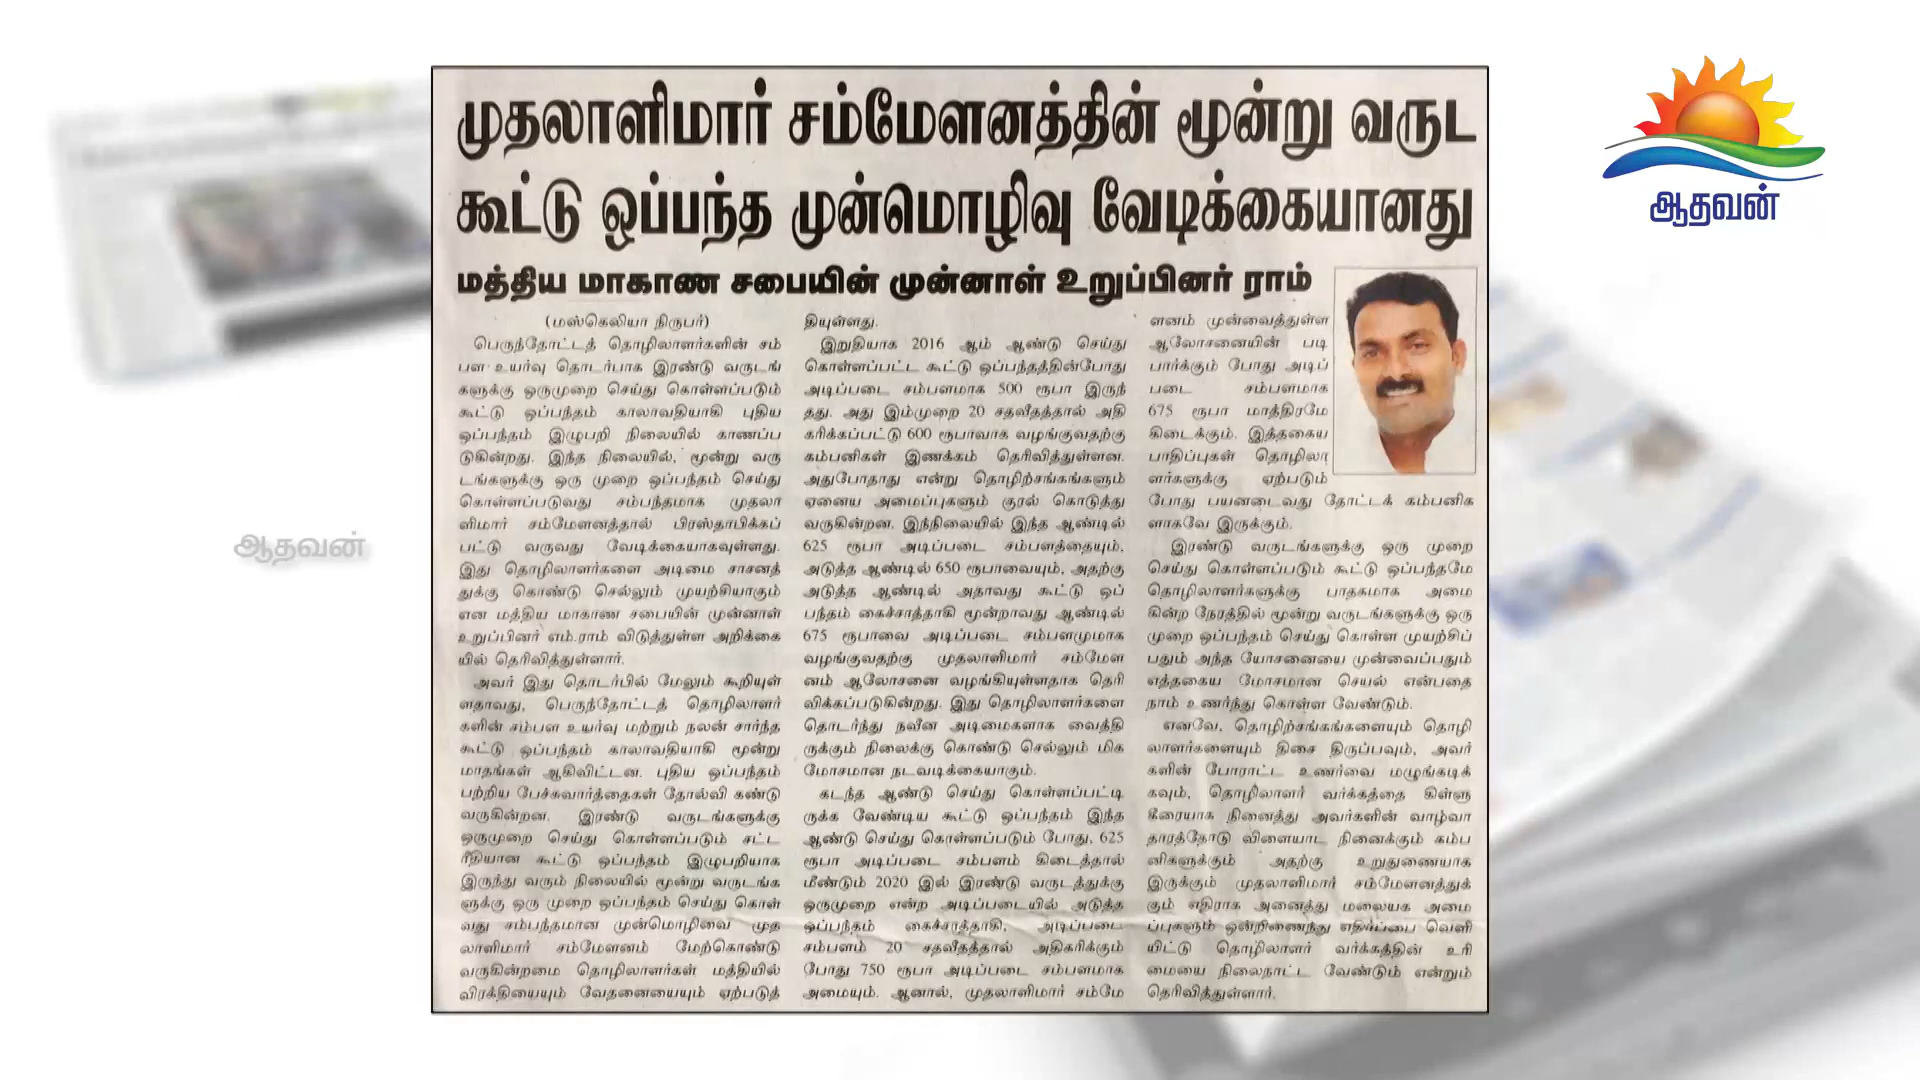 முதலாளிமார் சம்மேளனத்தின் மூன்று வருட
கூட்டு ஒப்பந்த முன்மொழிவு வேடிக்கையானது
மத்திய மாகாண சபையின் முன்னாள் உறுப்பினர் ராம்
(மஸ்கெலியா நிருபர்)
பெருந்தோட்டத் தொழிலாளர்களின் சம்
பள உயர்வு தொடர்பாக இரண்டு வருடங்
களுக்கு ஒருமுறை செய்து கொள்ளப்படும்
கூட்டு ஒப்பந்தம் காலாவதியாகி புதிய
ஒப்பந்தம் இழுபறி நிலையில் காணப்ப
டுகின்றது. இந்த நிலையில், மூன்று வரு
டங்களுக்கு ஒரு முறை ஒப்பந்தம் செய்து
கொள்ளப்படுவது சம்பந்தமாக முதலா
ளிமார் சம்மேளனத்தால் பிரஸ்தாபிக்கப்
பட்டு வருவது வேடிக்கையாகவுள்ளது.
இது தொழிலாளர்களை அடிமை சாசனத்
துக்கு கொண்டு செல்லும் முயற்சியாகும்
என மத்திய மாகாண சபையின் முன்னாள்
உறுப்பினர் எம்.ராம் விடுத்துள்ள அறிக்கை
யில் தெரிவித்துள்ளார்.
அவர் இது தொடர்பில் மேலும் கூறியுள்
ளதாவது, பெருந்தோட்டத் தொழிலாளர்
களின் சம்பள உயர்வு மற்றும் நலன் சார்ந்த
கூட்டு ஒப்பந்தம் காலாவதியாகி மூன்று
மாதங்கள் ஆகிவிட்டன. புதிய ஒப்பந்தம்
பற்றிய பேச்சுவார்த்தைகள் தோல்வி கண்டு
வருகின்றன. இரண்டு வருடங்களுக்கு
ஒருமுறை செய்து கொள்ளப்படும் சட்ட
ரீதியான கூட்டு ஒப்பந்தம் இழுபறியாக
இருந்து வரும் நிலையில் மூன்று வருடங்க
ளுக்கு ஒரு முறை ஒப்பந்தம் செய்து கொள்
வது சம்பந்தமான முன்மொழிவை முத
லாளிமார் சம்மேளனம் மேற்கொண்டு
வருகின்றமை தொழிலாளர்கள் மத்தியில்
விரக்தியையும் வேதனையையும் ஏற்படுத்
தியுள்ளது.
இறுதியாக 2016 ஆம் ஆண்டு செய்து
கொள்ளப்பட்ட கூட்டு ஒப்பந்தத்தின்போது
அடிப்படை சம்பளமாக 500 ரூபா இருந்
தது. அது இம்முறை 20 சதவீதத்தால் அதி
கரிக்கப்பட்டு 600 ரூபாவாக வழங்குவதற்கு
கம்பனிகள் இணக்கம் தெரிவித்துள்ளன.
அதுபோதாது என்று தொழிற்சங்கங்களும்
ஏனைய அமைப்புகளும் குரல் கொடுத்து
வருகின்றன. இந்நிலையில் இந்த ஆண்டில்
625 ரூபா அடிப்படை சம்பளத்தையும்,
அடுத்த ஆண்டில் 650 ரூபாவையும், அதற்கு
அடுத்த ஆண்டில் அதாவது கூட்டு ஒப்
பந்தம் கைச்சாத்தாகி மூன்றாவது ஆண்டில்
675 ரூபாவை அடிப்படை சம்பளமுமாக
வழங்குவதற்கு முதலாளிமார் சம்மேள
னம் ஆலோசனை வழங்கியுள்ளதாக தெரி
விக்கப்படுகின்றது. இது தொழிலாளர்களை
தொடர்ந்து நவீன அடிமைகளாக வைத்தி
ருக்கும் நிலைக்கு கொண்டு செல்லும் மிக
மோசமான நடவடிக்கையாகும்.
கடந்த ஆண்டு செய்து கொள்ளப்பட்டி
ருக்க வேண்டிய கூட்டு ஒப்பந்தம் இந்த
ஆண்டு செய்து கொள்ளப்படும் போது, 625
ரூபா அடிப்படை சம்பளம் கிடைத்தால்
மீண்டும் 2020 இல் இரண்டு வருடத்துக்கு
ஒருமுறை என்ற அடிப்படையில் அடுத்த
ஒப்பந்தம் கைச்சாத்தாகி, அடிப்படை
சம்பளம் 20 சதவீதத்தால் அதிகரிக்கும்
போது 750 ரூபா அடிப்படை சம்பளமாக
அமையும். ஆனால், முதலாளிமார் சம்மே
ளனம் முன்வைத்துள்ள
ஆலோசனையின் படி
பார்க்கும் போது அடிப்
படை சம்பளமாக
675 ரூபா மாத்திரமே
கிடைக்கும். இத்தகைய
பாதிப்புகள் தொழிலா
ளர்களுக்கு ஏற்படும்
போது பயனடைவது தோட்டக் கம்பனிக
ளாகவே இருக்கும்.
இரண்டு வருடங்களுக்கு ஒரு முறை
செய்து கொள்ளப்படும் கூட்டு ஒப்பந்தமே
தொழிலாளர்களுக்கு பாதகமாக அமை
கின்ற நேரத்தில் மூன்று வருடங்களுக்கு ஒரு
முறை ஒப்பந்தம் செய்து கொள்ள முயற்சிப்
பதும் அந்த யோசனையை முன்வைப்பதும்
எத்தகைய மோசமான செயல் என்பதை
நாம் உணர்ந்து கொள்ள வேண்டும்.
எனவே, தொழிற்சங்கங்களையும் தொழி
லாளர்களையும் திசை திருப்பவும், அவர்
களின் போராட்ட உணர்வை மழுங்கடிக்
கவும், தொழிலாளர் வர்க்கத்தை கிள்ளு
கீரையாக நினைத்து அவர்களின் வாழ்வா
தாரத்தோடு விளையாட நினைக்கும் கம்ப
னிகளுக்கும் அதற்கு உறுதுணையாக
இருக்கும் முதலாளிமார் சம்மேளனத்துக்
கும் எதிராக அனைத்து மலையக அமை
ப்புகளும் ஒன்றிணைந்து எதிர்ப்பை வெளி
யிட்டு தொழிலாளர் வர்க்கத்தின் உரி
மையை நிலைநாட்ட வேண்டும் என்றும்
தெரிவித்துள்ளார்.
ஆதவன்
ஆதவன்